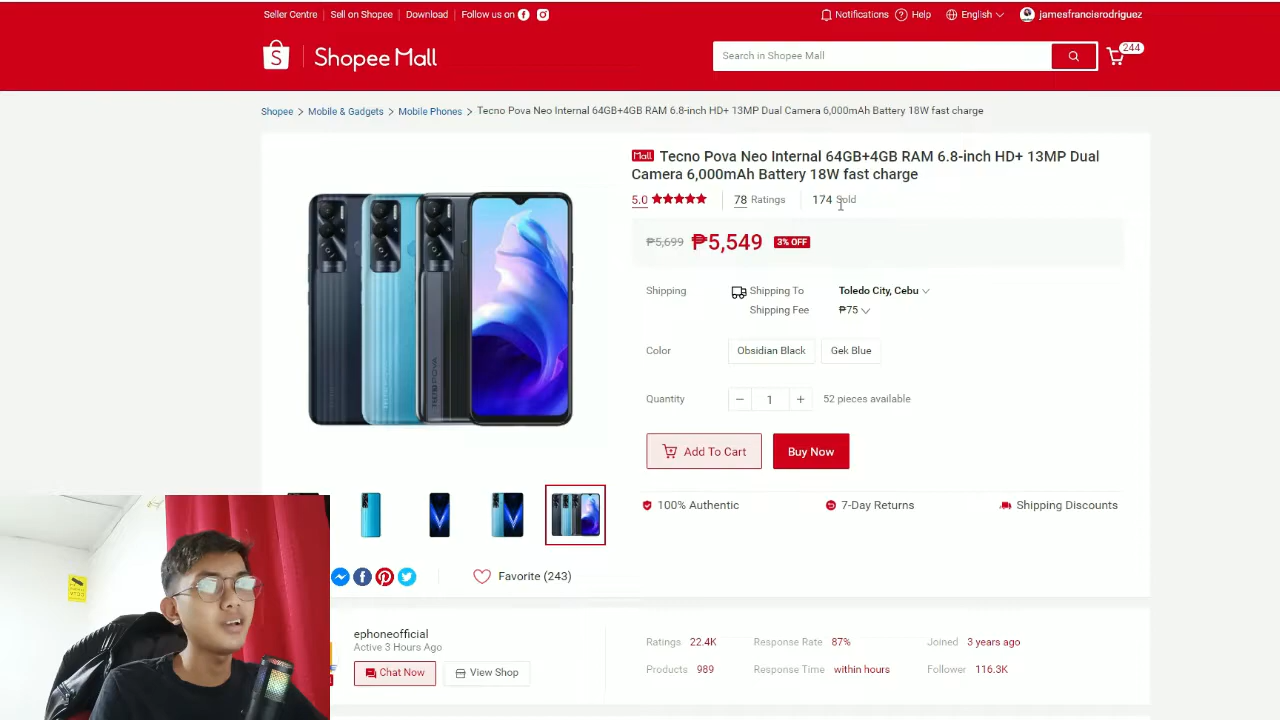 Seller Centre | Sell on Shopee | Download | Follow us on
Notifications Help English jamesfrancisrodriguez
S Shopee Mall
Search in Shopee Mall
244
Shopee > Mobile & Gadgets > Mobile Phones > Tecno Pova Neo Internal 64GB+4GB RAM 6.8-inch HD+ 13MP Dual Camera 6,000mAh Battery 18W fast charge
Mall Tecno Pova Neo Internal 64GB+4GB RAM 6.8-inch HD+ 13MP Dual
Camera 6,000mAh Battery 18W fast charge
5.0 78 Ratings 174 Sold
₱5,699 ₱5,549 3% OFF
Shipping Shipping To Toledo City, Cebu
Shipping Fee ₱75
Color Obsidian Black Gek Blue
Quantity 1 52 pieces available
Add To Cart Buy Now
100% Authentic 7-Day Returns Shipping Discounts
Favorite (243)
ephoneofficial
Active 3 Hours Ago
Chat Now View Shop
Ratings 22.4K Response Rate 87% Joined 3 years ago
Products 989 Response Time within hours Follower 116.3K